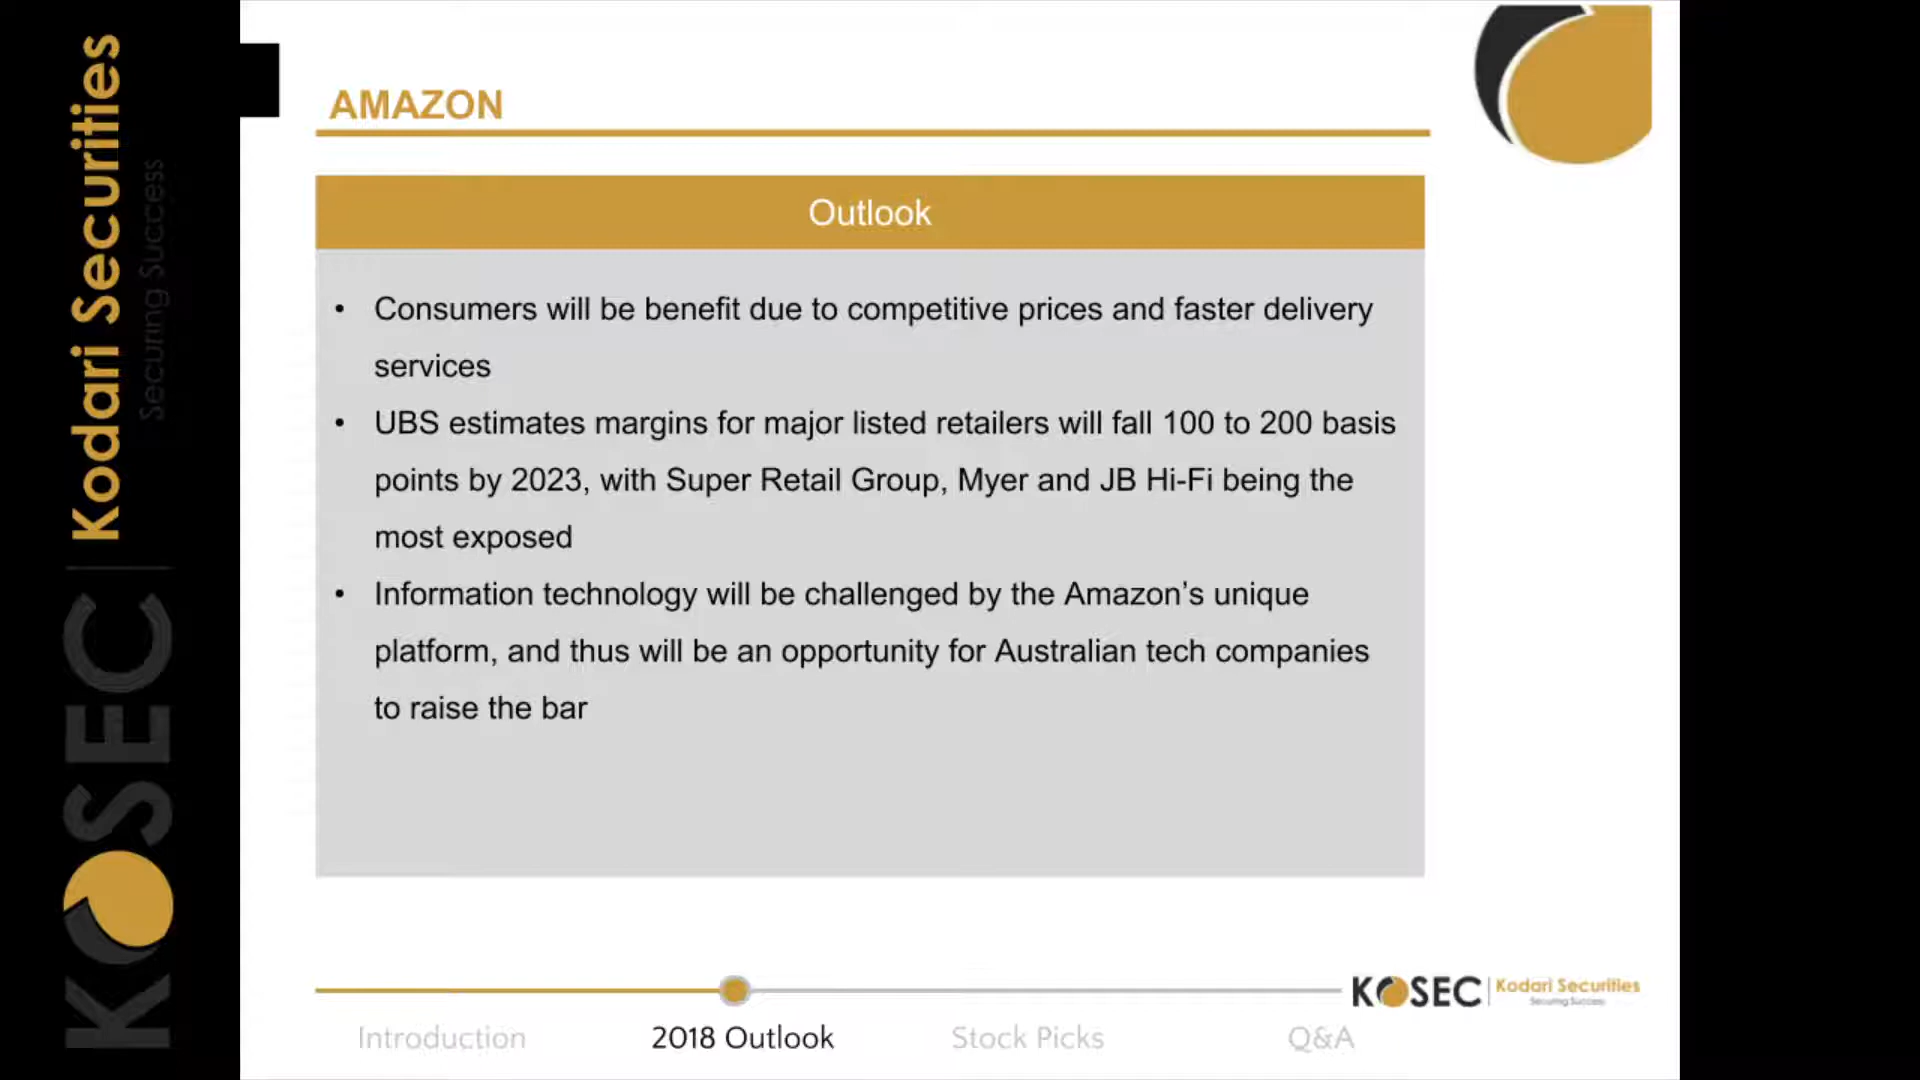 KOSEC | Kodari Securities
Securing Success
AMAZON
Outlook
• Consumers will be benefit due to competitive prices and faster delivery
services
• UBS estimates margins for major listed retailers will fall 100 to 200 basis
points by 2023, with Super Retail Group, Myer and JB Hi-Fi being the
most exposed
• Information technology will be challenged by the Amazon’s unique
platform, and thus will be an opportunity for Australian tech companies
to raise the bar
KOSEC | Kodari Securities
Securing Success
Introduction
2018 Outlook
Stock Picks
Q&A